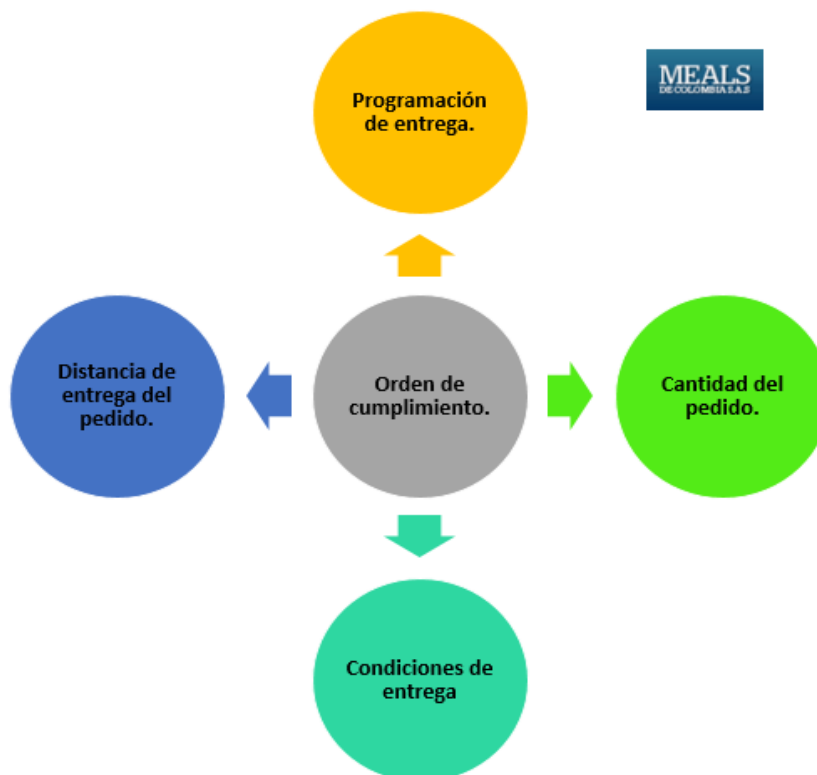 Programación
de entrega.
MEALS
DE COLOMBIA S.A.S
Distancia de
entrega del
pedido.
Orden de
cumplimiento.
Cantidad del
pedido.
Condiciones de
entrega